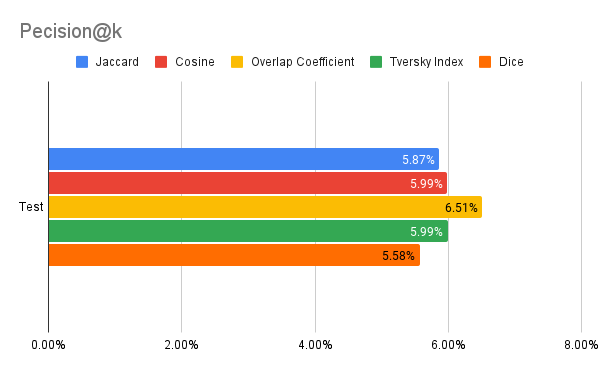 Pecision@k
Jaccard Cosine Overlap Coefficient Tversky Index Dice
5.87%
5.99%
Test 6.51%
5.99%
5.58%
0.00% 2.00% 4.00% 6.00% 8.00%